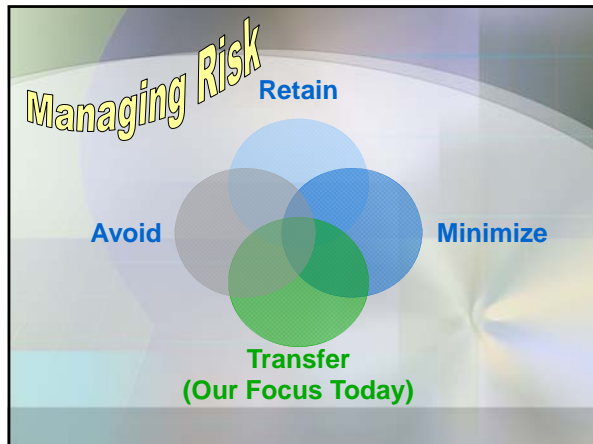 Managing Risk
Retain
Avoid
Minimize
Transfer
(Our Focus Today)